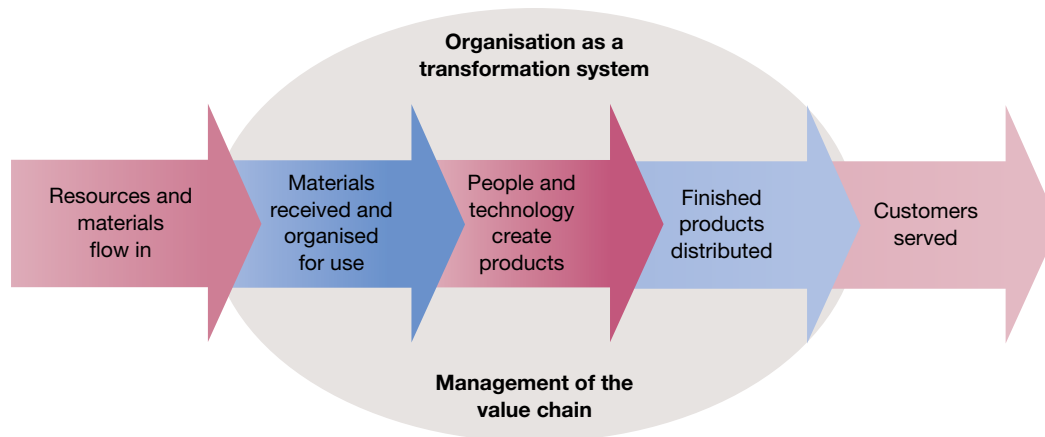 Organisation as a
transformation system
Resources and
materials
flow in
Materials
received and
organised
for use
People and
technology
create
products
Finished
products
distributed
Customers
served
Management of the
value chain